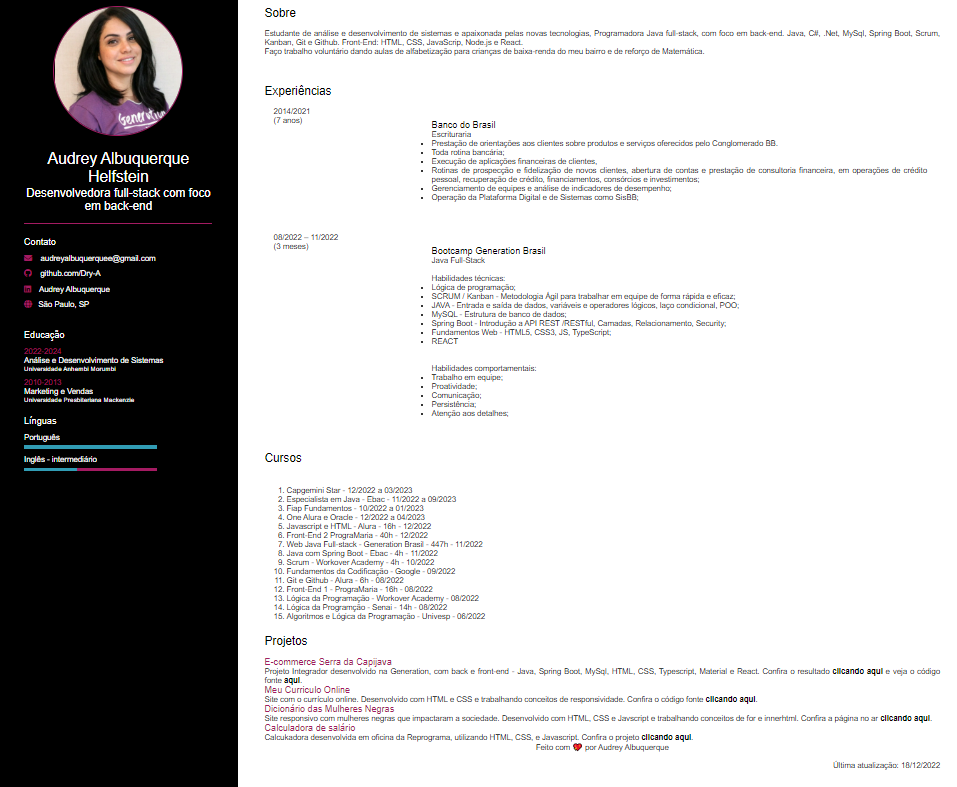 Generation
Audrey Albuquerque
Helfstein
Desenvolvedora full-stack com foco
em back-end
Contato
audreyalbuquerquee@gmail.com
github.com/Dry-A
Audrey Albuquerque
São Paulo, SP
Educação
2022-2024
Análise e Desenvolvimento de Sistemas
Universidade Anhembi Morumbi
2010-2013
Marketing e Vendas
Universidade Presbiteriana Mackenzie
Línguas
Português
Inglês - intermediário
Sobre
Estudante de análise e desenvolvimento de sistemas e apaixonada pelas novas tecnologias, Programadora Java full-stack, com foco em back-end. Java, C#, .Net, MySql, Spring Boot, Scrum,
Kanban, Git e Github. Front-End: HTML, CSS, JavaScrip, Node.js e React.
Faço trabalho voluntário dando aulas de alfabetização para crianças de baixa-renda do meu bairro e de reforço de Matemática.
Experiências
2014/2021
(7 anos)
Banco do Brasil
Escrituraria
Prestação de orientações aos clientes sobre produtos e serviços oferecidos pelo Conglomerado BB.
Toda rotina bancária;
Execução de aplicações financeiras de clientes,
Rotinas de prospecção e fidelização de novos clientes, abertura de contas e prestação de consultoria financeira, em operações de crédito
pessoal, recuperação de crédito, financiamentos, consórcios e investimentos;
Gerenciamento de equipes e análise de indicadores de desempenho;
Operação da Plataforma Digital e de Sistemas como SisBB;
08/2022 – 11/2022
(3 meses)
Bootcamp Generation Brasil
Java Full-Stack
Habilidades técnicas:
Lógica de programação;
SCRUM / Kanban - Metodologia Ágil para trabalhar em equipe de forma rápida e eficaz;
JAVA - Entrada e saída de dados, variáveis e operadores lógicos, laço condicional, POO;
MySQL - Estrutura de banco de dados;
Spring Boot - Introdução a API REST /RESTful, Camadas, Relacionamento, Security;
Fundamentos Web - HTML5, CSS3, JS, TypeScript;
REACT
Habilidades comportamentais:
Trabalho em equipe;
Proatividade;
Comunicação;
Persistência;
Atenção aos detalhes;
Cursos
1. Capgemini Star - 12/2022 a 03/2023
2. Especialista em Java - Ebac - 11/2022 a 09/2023
3. Fiap Fundamentos - 10/2022 a 01/2023
4. One Alura e Oracle - 12/2022 a 04/2023
5. Javascript e HTML - Alura - 16h - 12/2022
6. Front-End 2 PrograMaria - 40h - 12/2022
7. Web Java Full-stack - Generation Brasil - 447h - 11/2022
8. Java com Spring Boot - Ebac - 4h - 11/2022
9. Scrum - Workover Academy - 4h - 10/2022
10. Fundamentos da Codificação - Google - 09/2022
11. Git e Github - Alura - 6h - 08/2022
12. Front-End 1 - PrograMaria - 16h - 08/2022
13. Lógica da Programação - Workover Academy - 08/2022
14. Lógica da Programção - Senai - 14h - 08/2022
15. Algoritmos e Lógica da Programação - Univesp - 06/2022
Projetos
E-commerce Serra da Capijava
Projeto Integrador desenvolvido na Generation, com back e front-end - Java, Spring Boot, MySql, HTML, CSS, Typescript, Material e React. Confira o resultado clicando aqui e veja o código
fonte aqui.
Meu Curriculo Online
Site com o currículo online. Desenvolvido com HTML e CSS e trabalhando conceitos de responsividade. Confira o código fonte clicando aqui.
Dicionário das Mulheres Negras
Site responsivo com mulheres negras que impactaram a sociedade. Desenvolvido com HTML, CSS e Javscript e trabalhando conceitos de for e innerhtml. Confira a página no ar clicando aqui.
Calculadora de salário
Calcukadora desenvolvida em oficina da Reprograma, utilizando HTML, CSS, e Javascript. Confira o projeto clicando aqui.
Feito com 💝 por Audrey Albuquerque
Última atualização: 18/12/2022